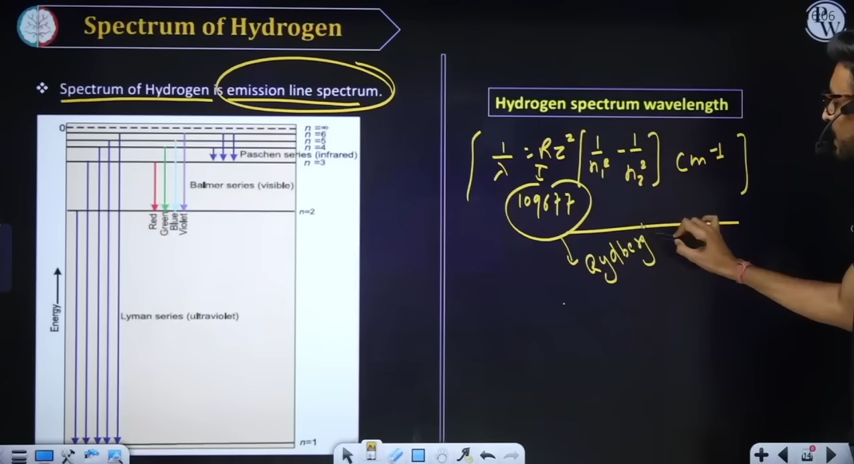 Spectrum of Hydrogen
❖ Spectrum of Hydrogen is emission line spectrum.
0
n=∞
n=6
n=5
n=4
Paschen series (infrared)
n=3
Balmer series (visible)
Red
Green
Blue
Violet
n=2
Energy
Lyman series (ultraviolet)
n=1
Hydrogen spectrum wavelength
[1/λ = Rz² [1/n₁² - 1/n₂²] cm⁻¹]
109677
Rydberg
14